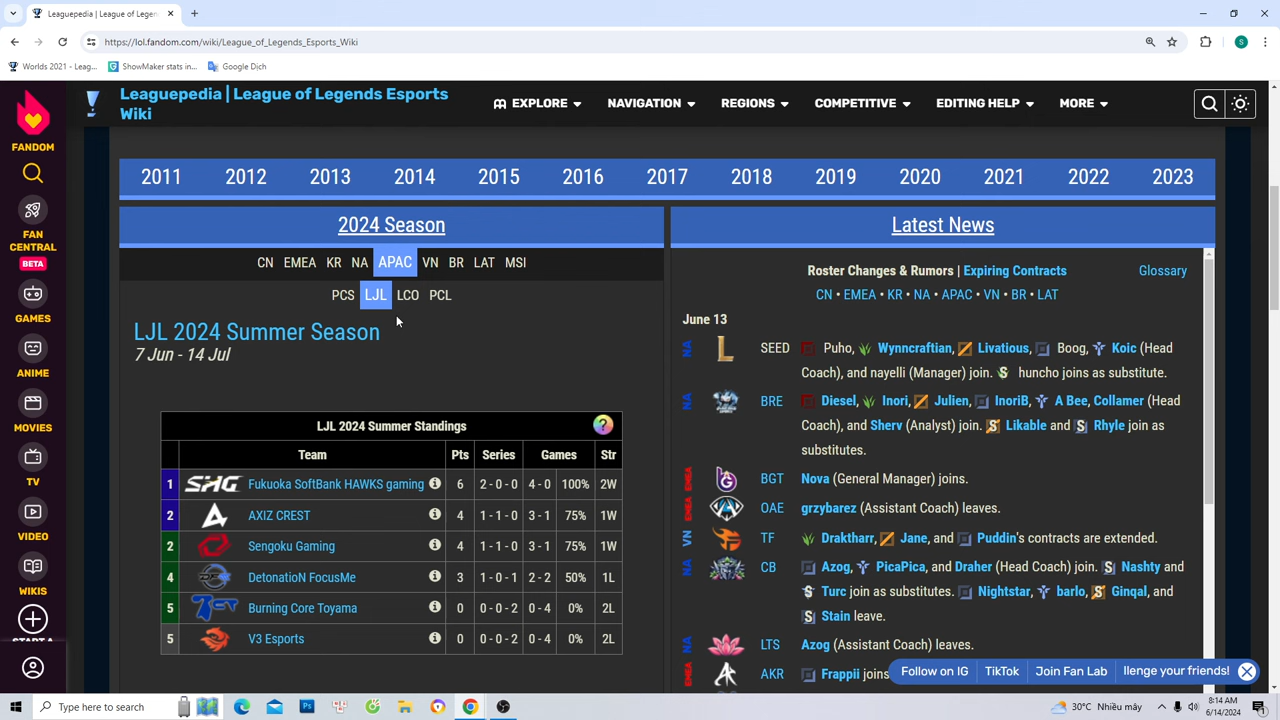 Leaguepedia | League of Legen
https://lol.fandom.com/wiki/League_of_Legends_Esports_Wiki
S
Worlds 2021 - Leag...
ShowMaker stats in...
Google Dịch
Leaguepedia | League of Legends Esports
Wiki
EXPLORE
NAVIGATION
REGIONS
COMPETITIVE
EDITING HELP
MORE
FANDOM
FAN
CENTRAL
BETA
GAMES
ANIME
MOVIES
TV
VIDEO
WIKIS
START A
2011 2012 2013 2014 2015 2016 2017 2018 2019 2020 2021 2022 2023
2024 Season
CN EMEA KR NA APAC VN BR LAT MSI
PCS LJL LCO PCL
LJL 2024 Summer Season
7 Jun - 14 Jul
LJL 2024 Summer Standings
?
Team Pts Series Games Str
1 SHG Fukuoka SoftBank HAWKS gaming 6 2 - 0 - 0 4 - 0 100% 2W
2 AXIZ CREST 4 1 - 1 - 0 3 - 1 75% 1W
2 Sengoku Gaming 4 1 - 1 - 0 3 - 1 75% 1W
4 DetonatioN FocusMe 3 1 - 0 - 1 2 - 2 50% 1L
5 Burning Core Toyama 0 0 - 0 - 2 0 - 4 0% 2L
5 V3 Esports 0 0 - 0 - 2 0 - 4 0% 2L
Latest News
Roster Changes & Rumors | Expiring Contracts
Glossary
CN • EMEA • KR • NA • APAC • VN • BR • LAT
June 13
NA SEED Puho, Wynncraftian, Livatious, Boog, Koic (Head
Coach), and nayelli (Manager) join. huncho joins as substitute.
NA BRE Diesel, Inori, Julien, InoriB, A Bee, Collamer (Head
Coach), and Sherv (Analyst) join. Likable and Rhyle join as
substitutes.
EMEA BGT Nova (General Manager) joins.
EMEA OAE grzybarez (Assistant Coach) leaves.
VN TF Draktharr, Jane, and Puddin's contracts are extended.
NA CB Azog, PicaPica, and Draher (Head Coach) join. Nashty and
Turc join as substitutes. Nightstar, barlo, Ginqal, and
Stain leave.
NA LTS Azog (Assistant Coach) leaves.
EMEA AKR Frappii joins
Follow on IG
TikTok
Join Fan Lab
llenge your friends!
Type here to search
30°C Nhiều mây
8:14 AM
6/14/2024